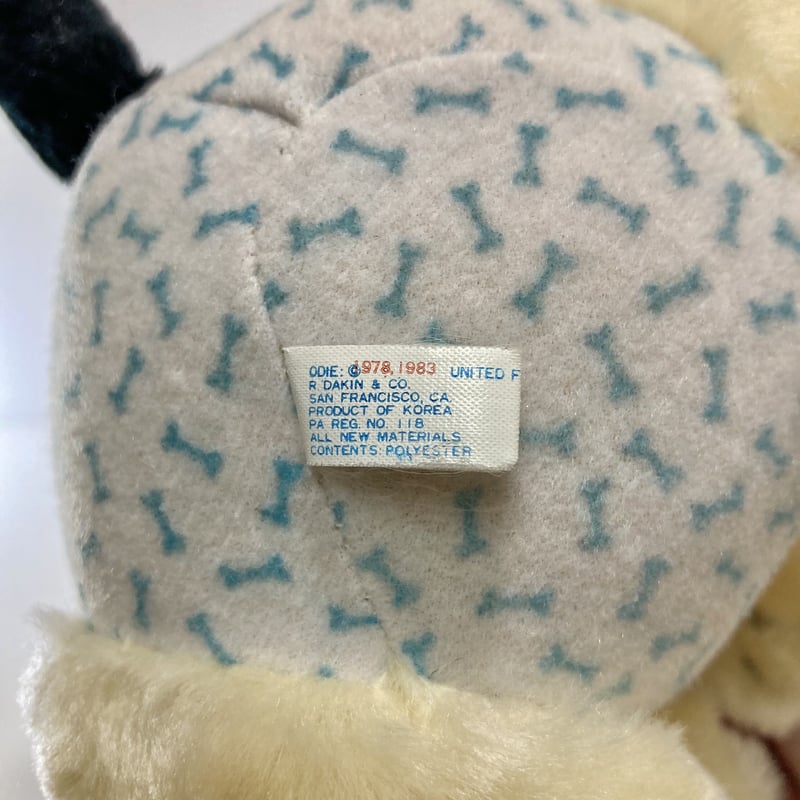 ODIE: © 1978, 1983 UNITED F
R. DAKIN & CO.
SAN FRANCISCO, CA.
PRODUCT OF KOREA
PA REG. NO. 118
ALL NEW MATERIALS
CONTENTS: POLYESTER